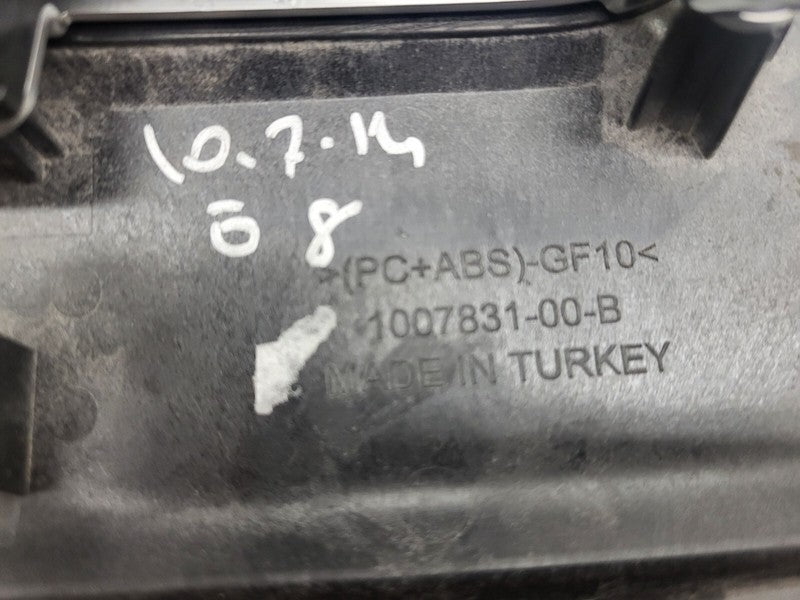 10.7.14
ō 8
>(PC+ABS)-GF10<
1007831-00-B
MADE IN TURKEY